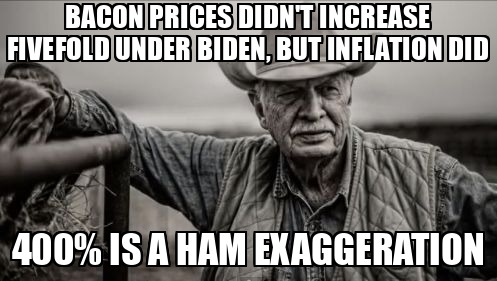 BACON PRICES DIDN'T INCREASE
FIVEFOLD UNDER BIDEN, BUT INFLATION DID
400% IS A HAM EXAGGERATION